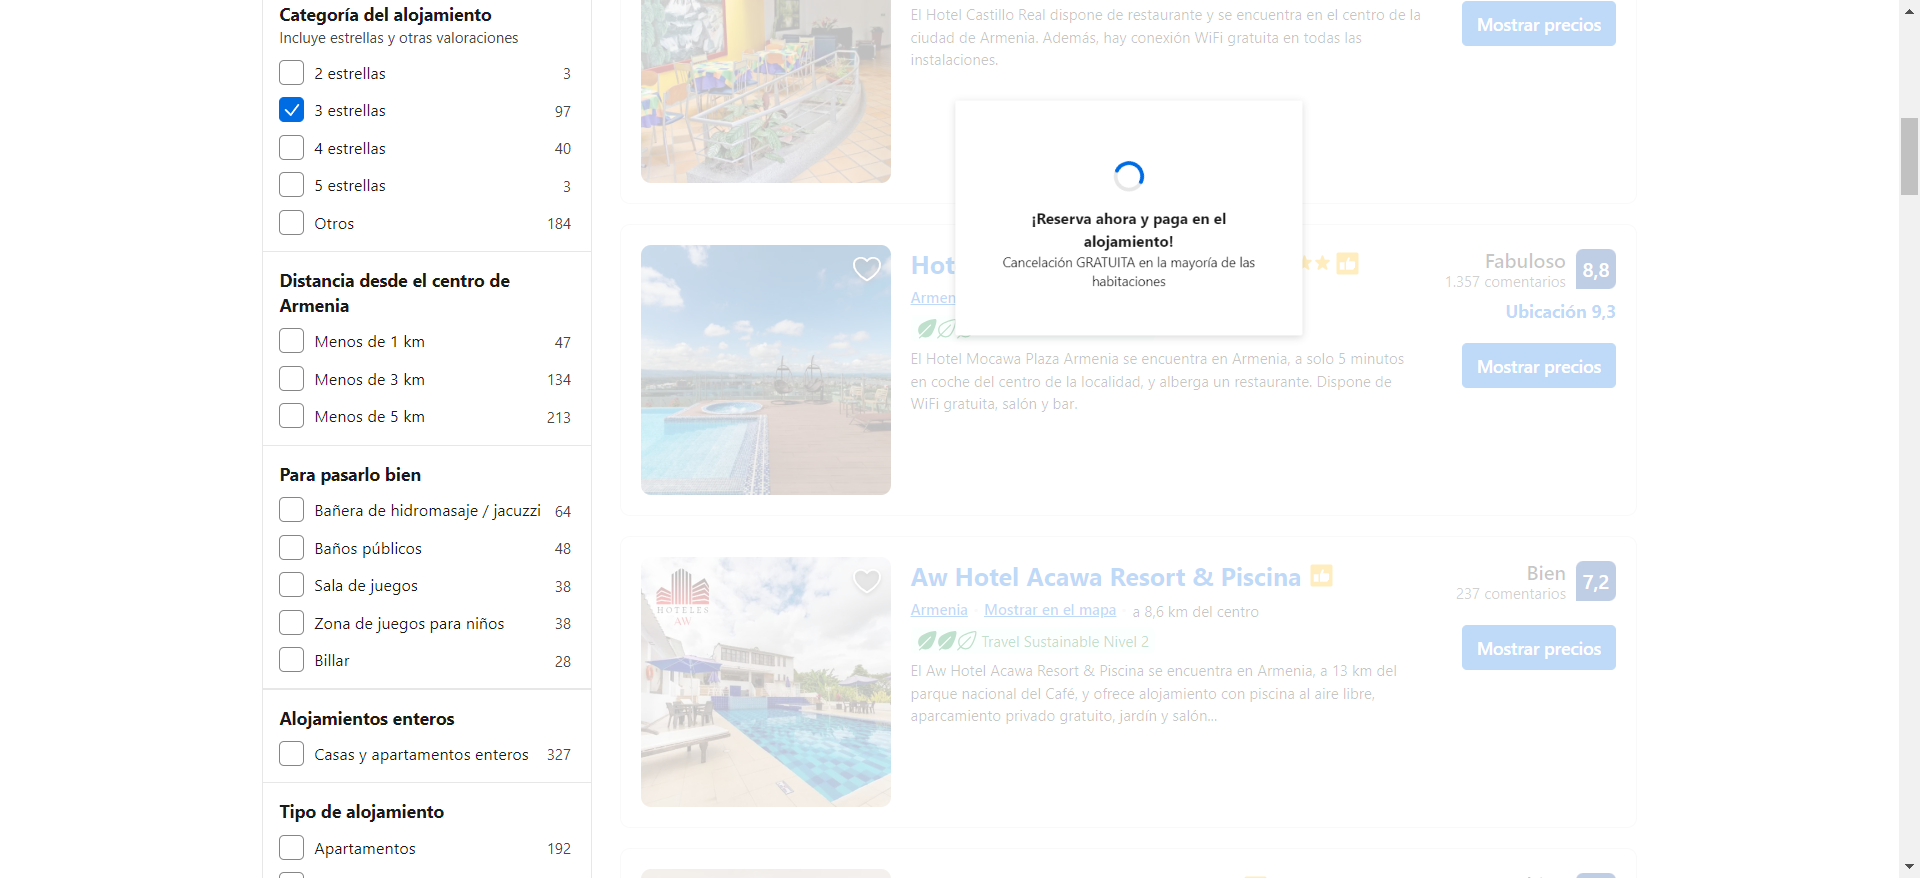 Categoría del alojamiento
Incluye estrellas y otras valoraciones
2 estrellas 3
3 estrellas 97
4 estrellas 40
5 estrellas 3
Otros 184
Distancia desde el centro de
Armenia
Menos de 1 km 47
Menos de 3 km 134
Menos de 5 km 213
Para pasarlo bien
Bañera de hidromasaje / jacuzzi 64
Baños públicos 48
Sala de juegos 38
Zona de juegos para niños 38
Billar 28
Alojamientos enteros
Casas y apartamentos enteros 327
Tipo de alojamiento
Apartamentos 192
El Hotel Castillo Real dispone de restaurante y se encuentra en el centro de la
ciudad de Armenia. Además, hay conexión WiFi gratuita en todas las
instalaciones.
Mostrar precios
¡Reserva ahora y paga en el
alojamiento!
Cancelación GRATUITA en la mayoría de las
habitaciones
Hot
Armen
Fabuloso 8,8
1.357 comentarios
Ubicación 9,3
El Hotel Mocawa Plaza Armenia se encuentra en Armenia, a solo 5 minutos
en coche del centro de la localidad, y alberga un restaurante. Dispone de
WiFi gratuita, salón y bar.
Mostrar precios
HOTELES
AW
Aw Hotel Acawa Resort & Piscina
Armenia Mostrar en el mapa · a 8,6 km del centro
Travel Sustainable Nivel 2
El Aw Hotel Acawa Resort & Piscina se encuentra en Armenia, a 13 km del
parque nacional del Café, y ofrece alojamiento con piscina al aire libre,
aparcamiento privado gratuito, jardín y salón...
Bien 7,2
237 comentarios
Mostrar precios